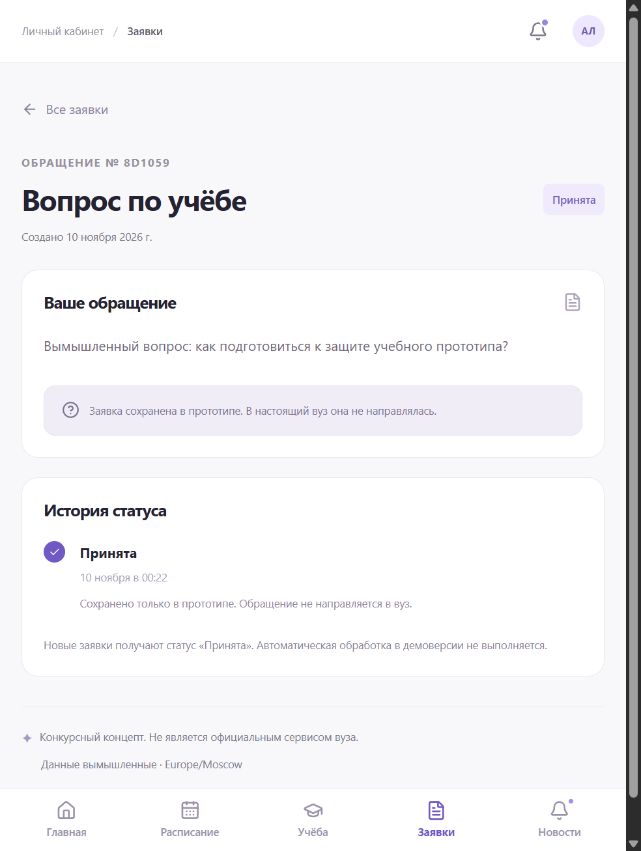 Личный кабинет / Заявки
АЛ
Все заявки
ОБРАЩЕНИЕ № 8D1059
Вопрос по учёбе
Принята
Создано 10 ноября 2026 г.
Ваше обращение
Вымышленный вопрос: как подготовиться к защите учебного прототипа?
Заявка сохранена в прототипе. В настоящий вуз она не направлялась.
История статуса
Принята
10 ноября в 00:22
Сохранено только в прототипе. Обращение не направляется в вуз.
Новые заявки получают статус «Принята». Автоматическая обработка в демоверсии не выполняется.
Конкурсный концепт. Не является официальным сервисом вуза.
Данные вымышленные · Europe/Moscow
Главная
Расписание
Учёба
Заявки
Новости